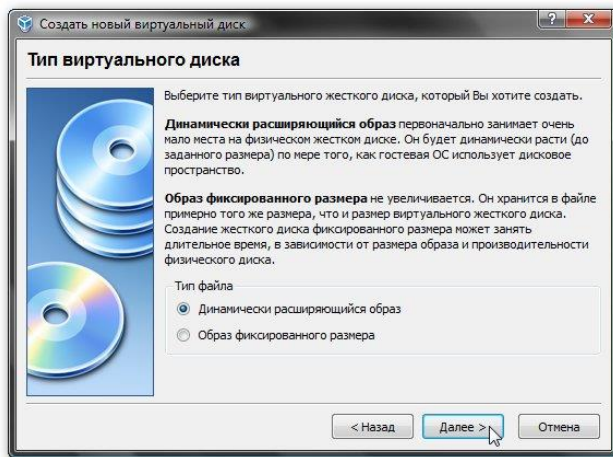 Создать новый виртуальный диск
Тип виртуального диска
Выберите тип виртуального жесткого диска, который Вы хотите создать.
Динамически расширяющийся образ первоначально занимает очень
мало места на физическом жестком диске. Он будет динамически расти (до
заданного размера) по мере того, как гостевая ОС использует дисковое
пространство.
Образ фиксированного размера не увеличивается. Он хранится в файле
примерно того же размера, что и размер виртуального жесткого диска.
Создание жесткого диска фиксированного размера может занять
длительное время, в зависимости от размера образа и производительности
физического диска.
Тип файла
Динамически расширяющийся образ
Образ фиксированного размера
< Назад
Далее >
Отмена